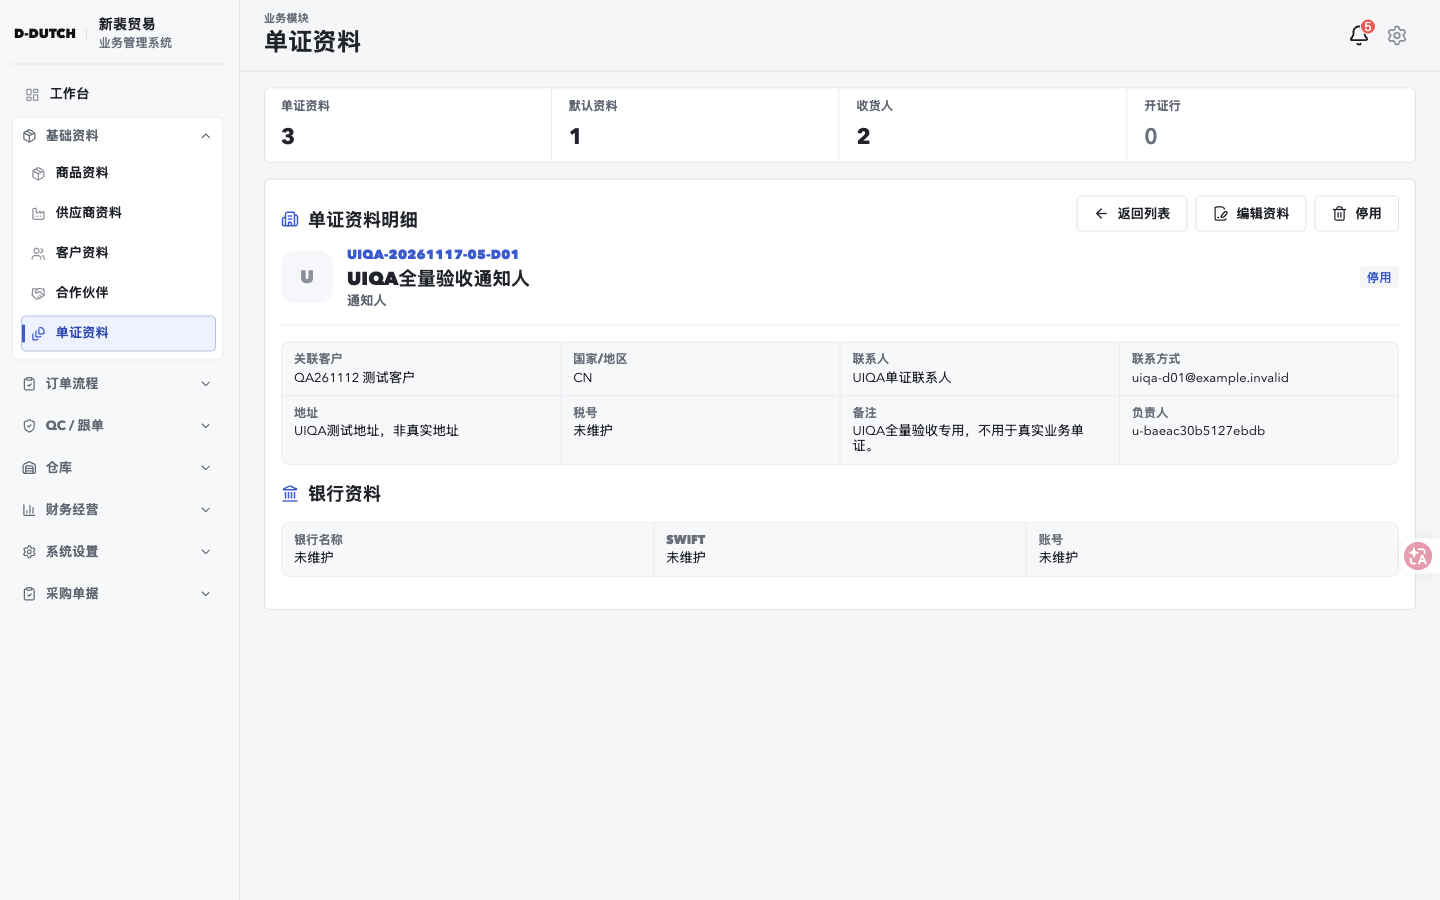 D-DUTCH
新裴贸易
业务管理系统
工作台
基础资料
商品资料
供应商资料
客户资料
合作伙伴
单证资料
订单流程
QC / 跟单
仓库
财务经营
系统设置
采购单据
业务模块
单证资料
5
单证资料
3
默认资料
1
收货人
2
开证行
0
单证资料明细
返回列表
编辑资料
停用
U
UIQA-20261117-05-D01
UIQA全量验收通知人
通知人
停用
关联客户
QA261112 测试客户
国家/地区
CN
联系人
UIQA单证联系人
联系方式
uiqa-d01@example.invalid
地址
UIQA测试地址，非真实地址
税号
未维护
备注
UIQA全量验收专用，不用于真实业务单
证。
负责人
u-baeac30b5127ebdb
银行资料
银行名称
未维护
SWIFT
未维护
账号
未维护